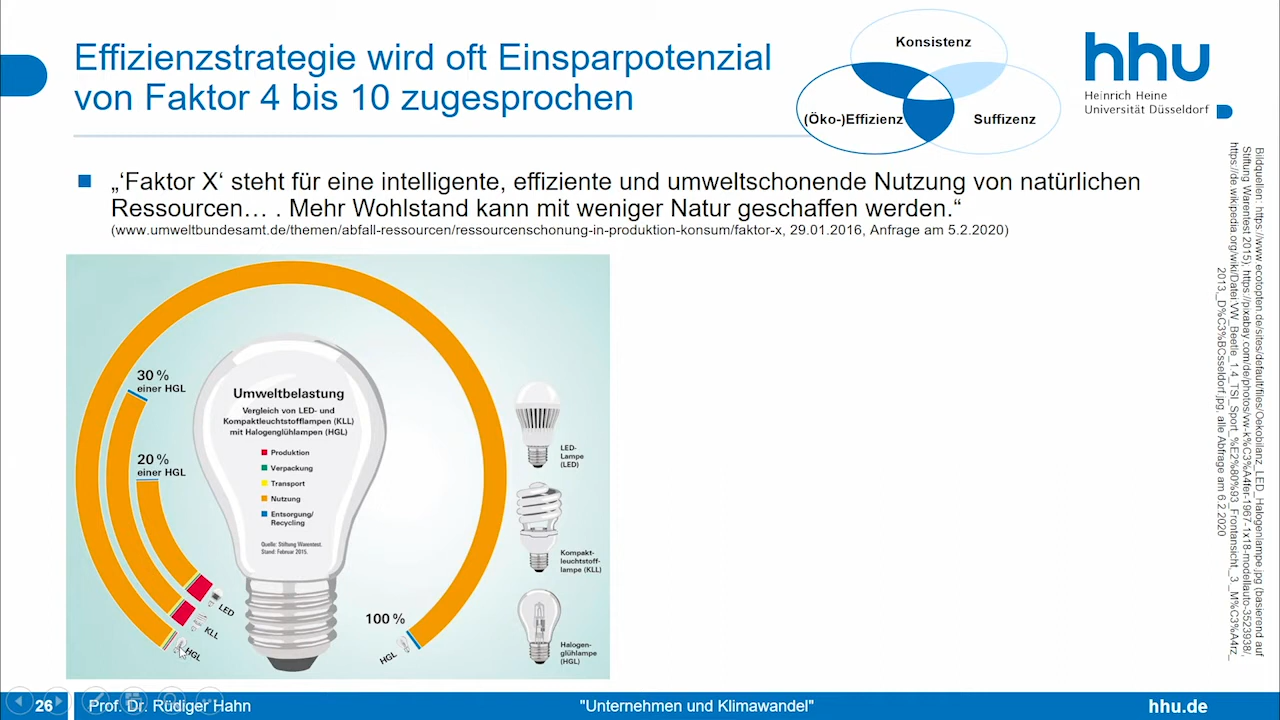 Effizienzstrategie wird oft Einsparpotenzial
von Faktor 4 bis 10 zugesprochen
Konsistenz
(Öko-)Effizienz
Suffizenz
hhu
Heinrich Heine
Universität Düsseldorf
„‘Faktor X‘ steht für eine intelligente, effiziente und umweltschonende Nutzung von natürlichen
Ressourcen… . Mehr Wohlstand kann mit weniger Natur geschaffen werden.“
(www.umweltbundesamt.de/themen/abfall-ressourcen/ressourcenschonung-in-produktion-konsum/faktor-x, 29.01.2016, Anfrage am 5.2.2020)
30 %
einer HGL
20 %
einer HGL
Umweltbelastung
Vergleich von LED- und
Kompaktleuchtstofflampen (KLL)
mit Halogenglühlampen (HGL)
Produktion
Verpackung
Transport
Nutzung
Entsorgung/
Recycling
Quelle: Stiftung Warentest.
Stand: Februar 2015.
LED
KLL
HGL
100 %
HGL
LED-
Lampe
(LED)
Kompakt-
leuchtstoff-
lampe (KLL)
Halogen-
glühlampe
(HGL)
Bildquellen: https://www.ecotopten.de/sites/default/files/Oekobilanz_LED_Halogenlampe.jpg (basierend auf
Stiftung Warentest 2015); https://pixabay.com/de/photos/vw-k%C3%A4fer-1967-1x18-modellauto-3523938/,
https://de.wikipedia.org/wiki/Datei:VW_Beetle_1.4_TSI_Sport_%E2%80%93_Frontansicht,_3._M%C3%A4rz_
2013,_D%C3%BCsseldorf.jpg, alle Abfrage am 6.2.2020
26
Prof. Dr. Rüdiger Hahn
"Unternehmen und Klimawandel"
hhu.de